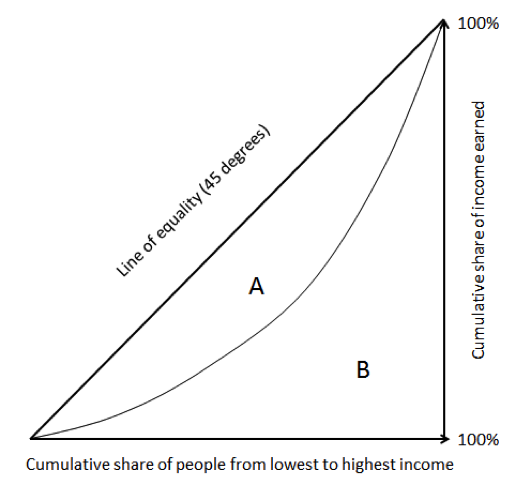 100%
Line of equality (45 degrees)
Cumulative share of income earned
A
B
100%
Cumulative share of people from lowest to highest income